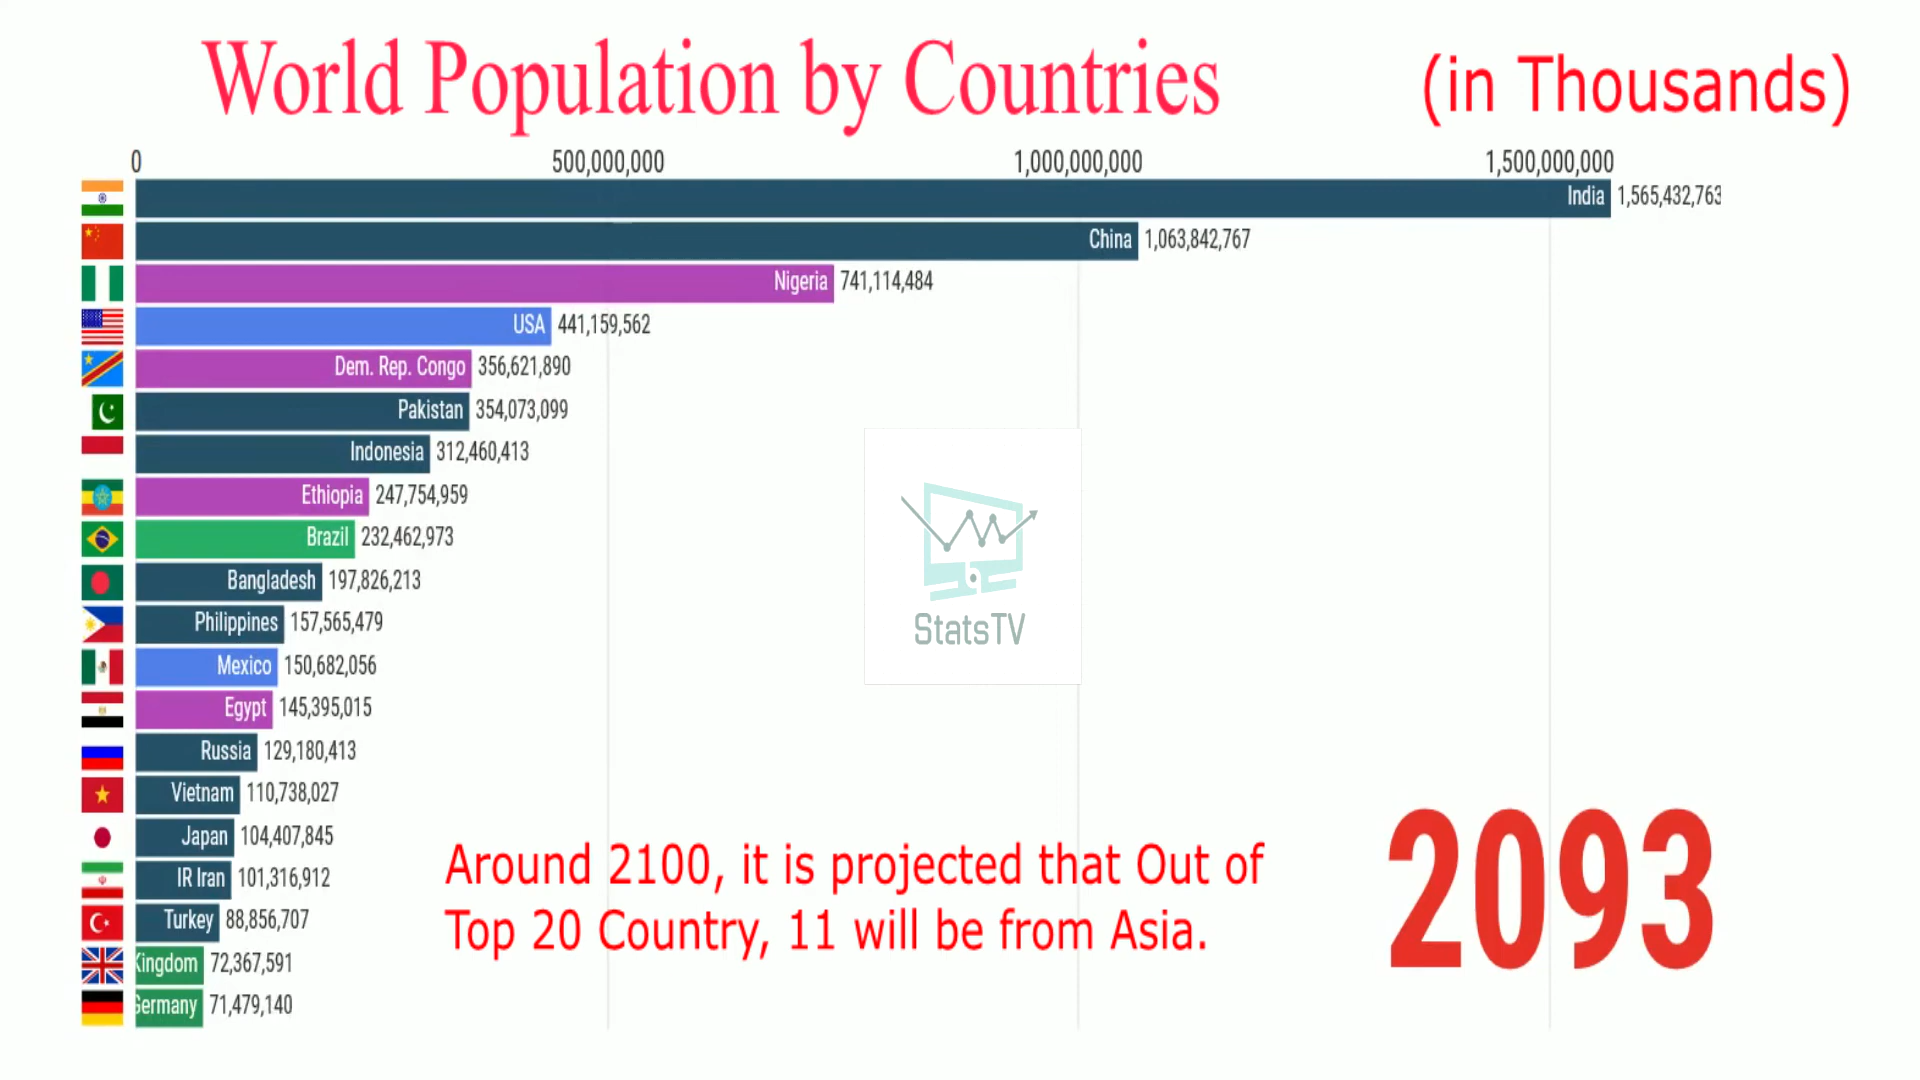 World Population by Countries (in Thousands)
0 500,000,000 1,000,000,000 1,500,000,000
India 1,565,432,763
China 1,063,842,767
Nigeria 741,114,484
USA 441,159,562
Dem. Rep. Congo 356,621,890
Pakistan 354,073,099
Indonesia 312,460,413
Ethiopia 247,754,959
Brazil 232,462,973
Bangladesh 197,826,213
Philippines 157,565,479
Mexico 150,682,056
Egypt 145,395,015
Russia 129,180,413
Vietnam 110,738,027
Japan 104,407,845
IR Iran 101,316,912
Turkey 88,856,707
Kingdom 72,367,591
Germany 71,479,140
StatsTV
Around 2100, it is projected that Out of
Top 20 Country, 11 will be from Asia.
2093